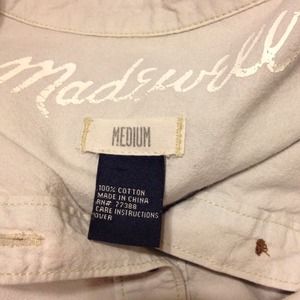 Madewell
MEDIUM
100% COTTON
MADE IN CHINA
RN# 77388
CARE INSTRUCTIONS
OVER